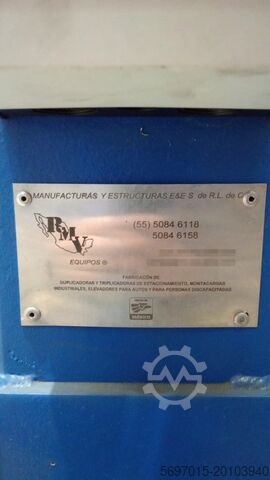 MANUFACTURAS Y ESTRUCTURAS E&E S. de R.L. de C
RMV
(55) 5084 6118
5084 6158
EQUIPOS ®
FABRICACIÓN DE:
DUPLICADORAS Y TRIPLICADORAS DE ESTACIONAMIENTO, MONTACARGAS
INDUSTRIALES, ELEVADORES PARA AUTOS Y PARA PERSONAS DISCAPACITADAS
5697015-20103940